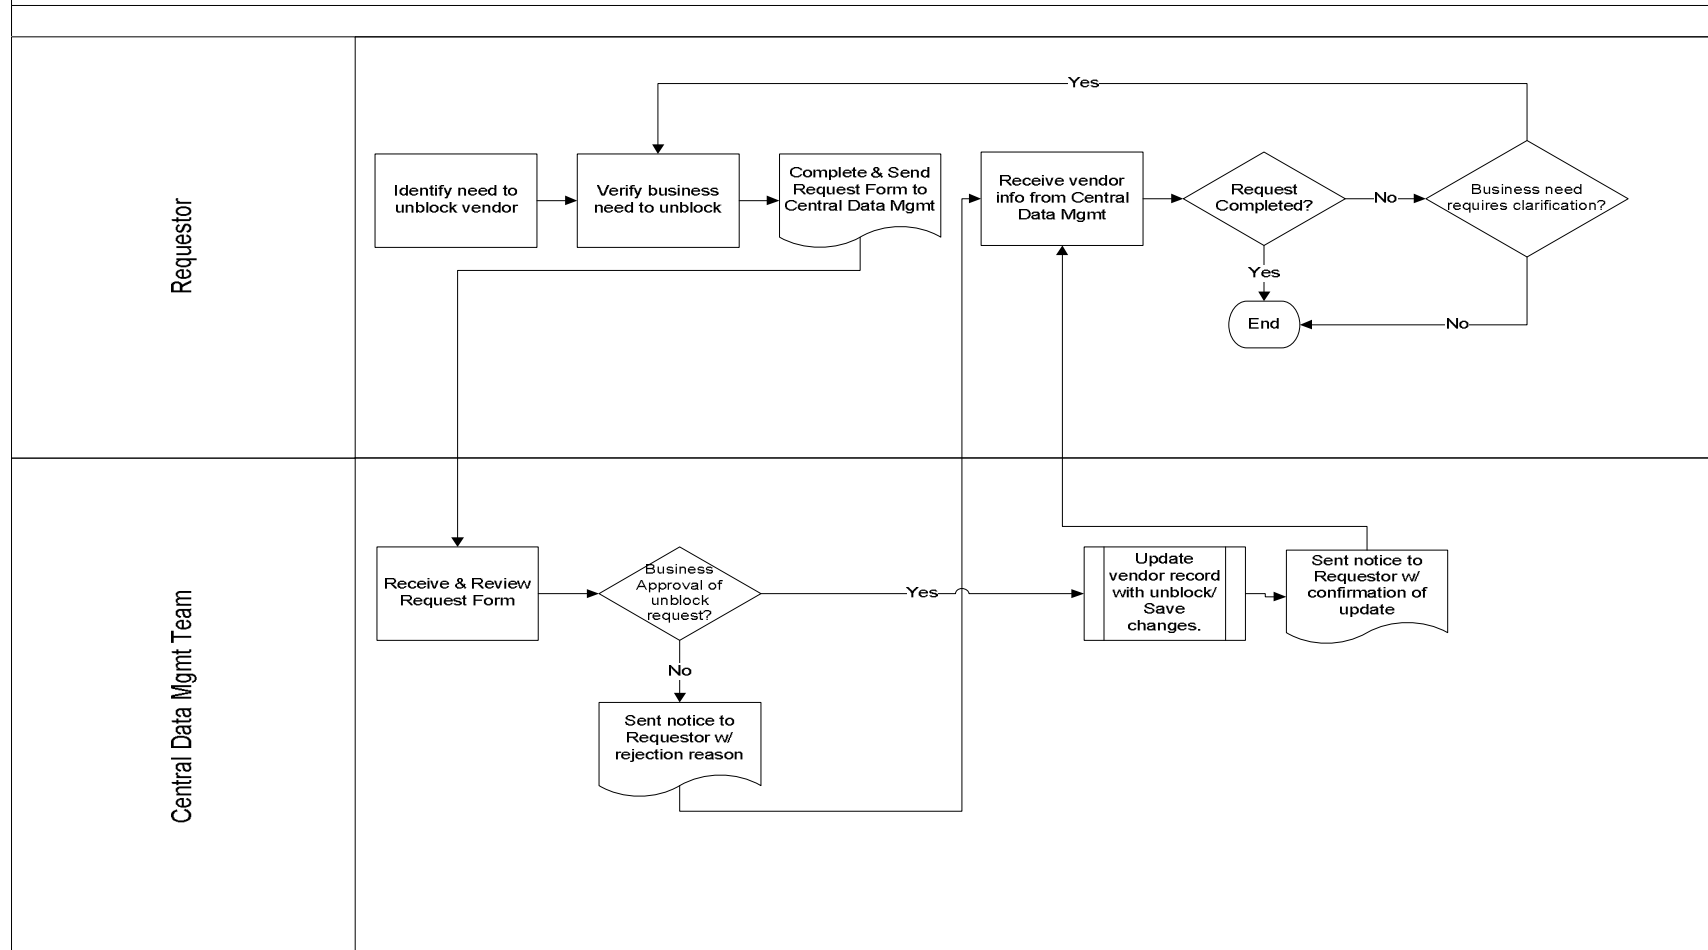 Requestor
Yes
Identify need to
unblock vendor
Verify business
need to unblock
Complete & Send
Request Form to
Central Data Mgmt
Receive vendor
info from Central
Data Mgmt
Request
Completed?
No
Business need
requires clarification?
Yes
End
No
Central Data Mgmt Team
Receive & Review
Request Form
Business
Approval of
unblock
request?
Yes
Update
vendor record
with unblock/
Save
changes.
Sent notice to
Requestor w/
confirmation of
update
No
Sent notice to
Requestor w/
rejection reason